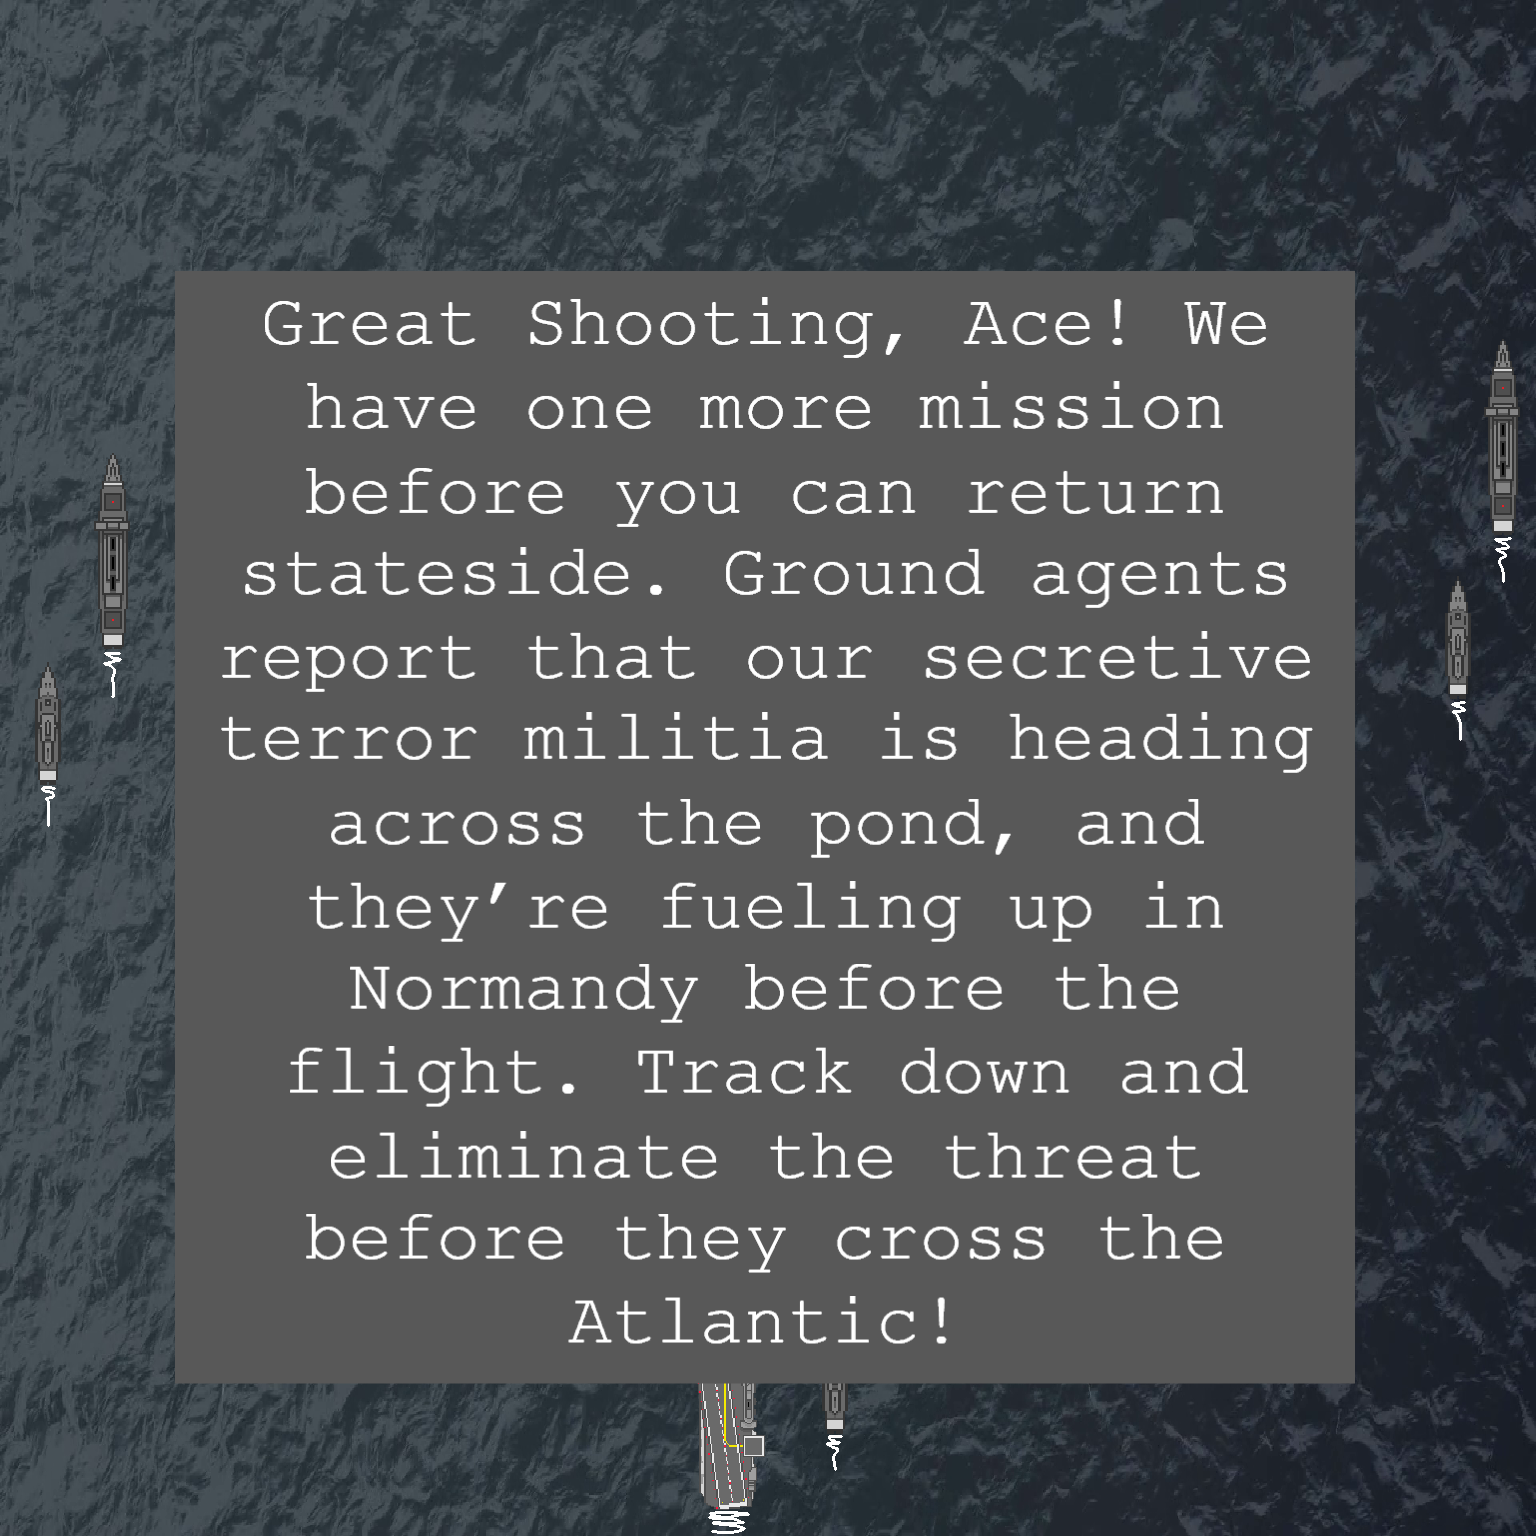 Great Shooting, Ace! We
have one more mission
before you can return
stateside. Ground agents
report that our secretive
terror militia is heading
across the pond, and
they’re fueling up in
Normandy before the
flight. Track down and
eliminate the threat
before they cross the
Atlantic!